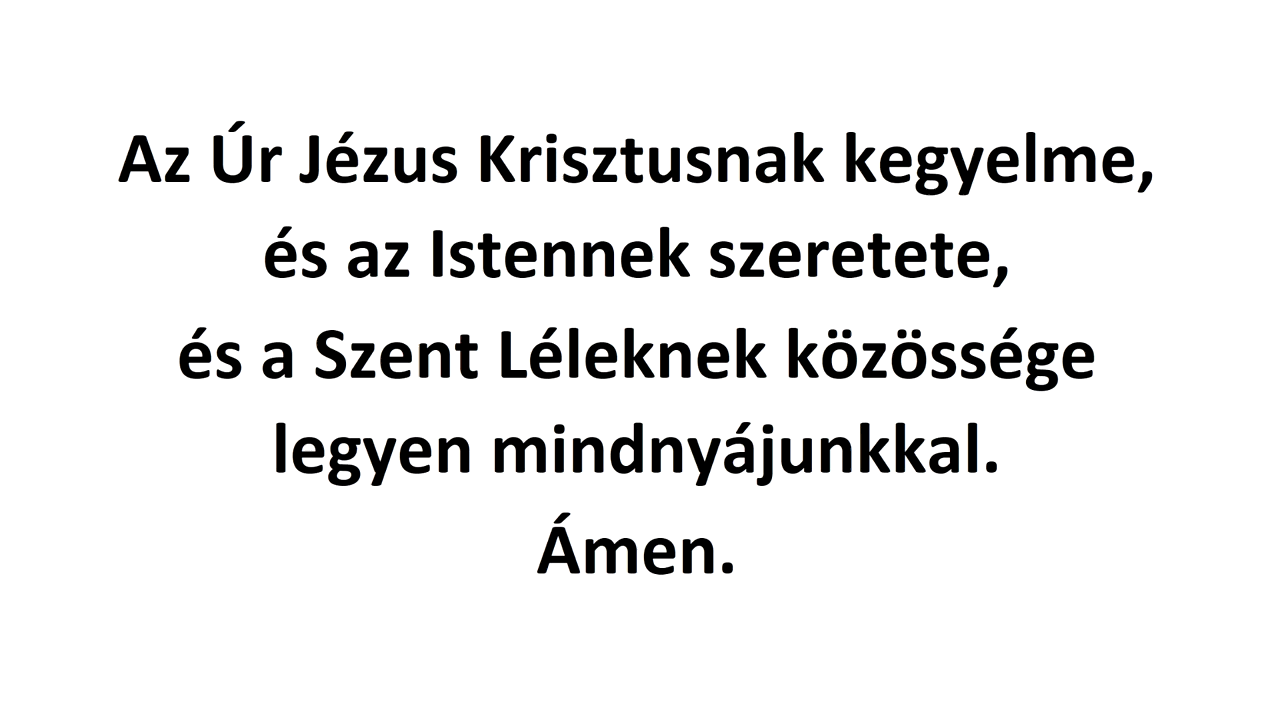 Az Úr Jézus Krisztusnak kegyelme,
és az Istennek szeretete,
és a Szent Léleknek közössége
legyen mindnyájunkkal.
Ámen.